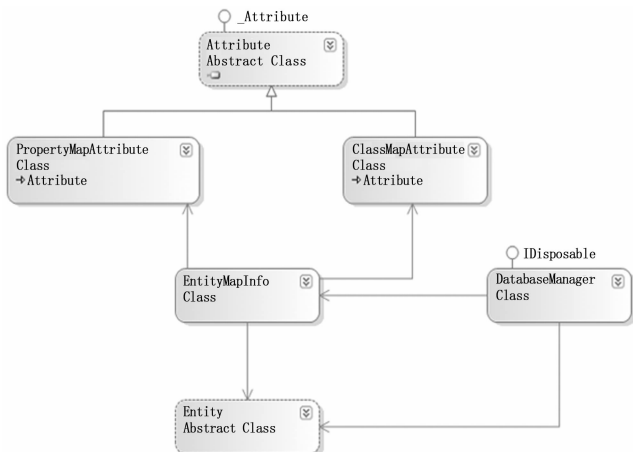 _Attribute
Attribute
Abstract Class
PropertyMapAttribute
Class
Attribute
ClassMapAttribute
Class
Attribute
IDisposable
EntityMapInfo
Class
DatabaseManager
Class
Entity
Abstract Class